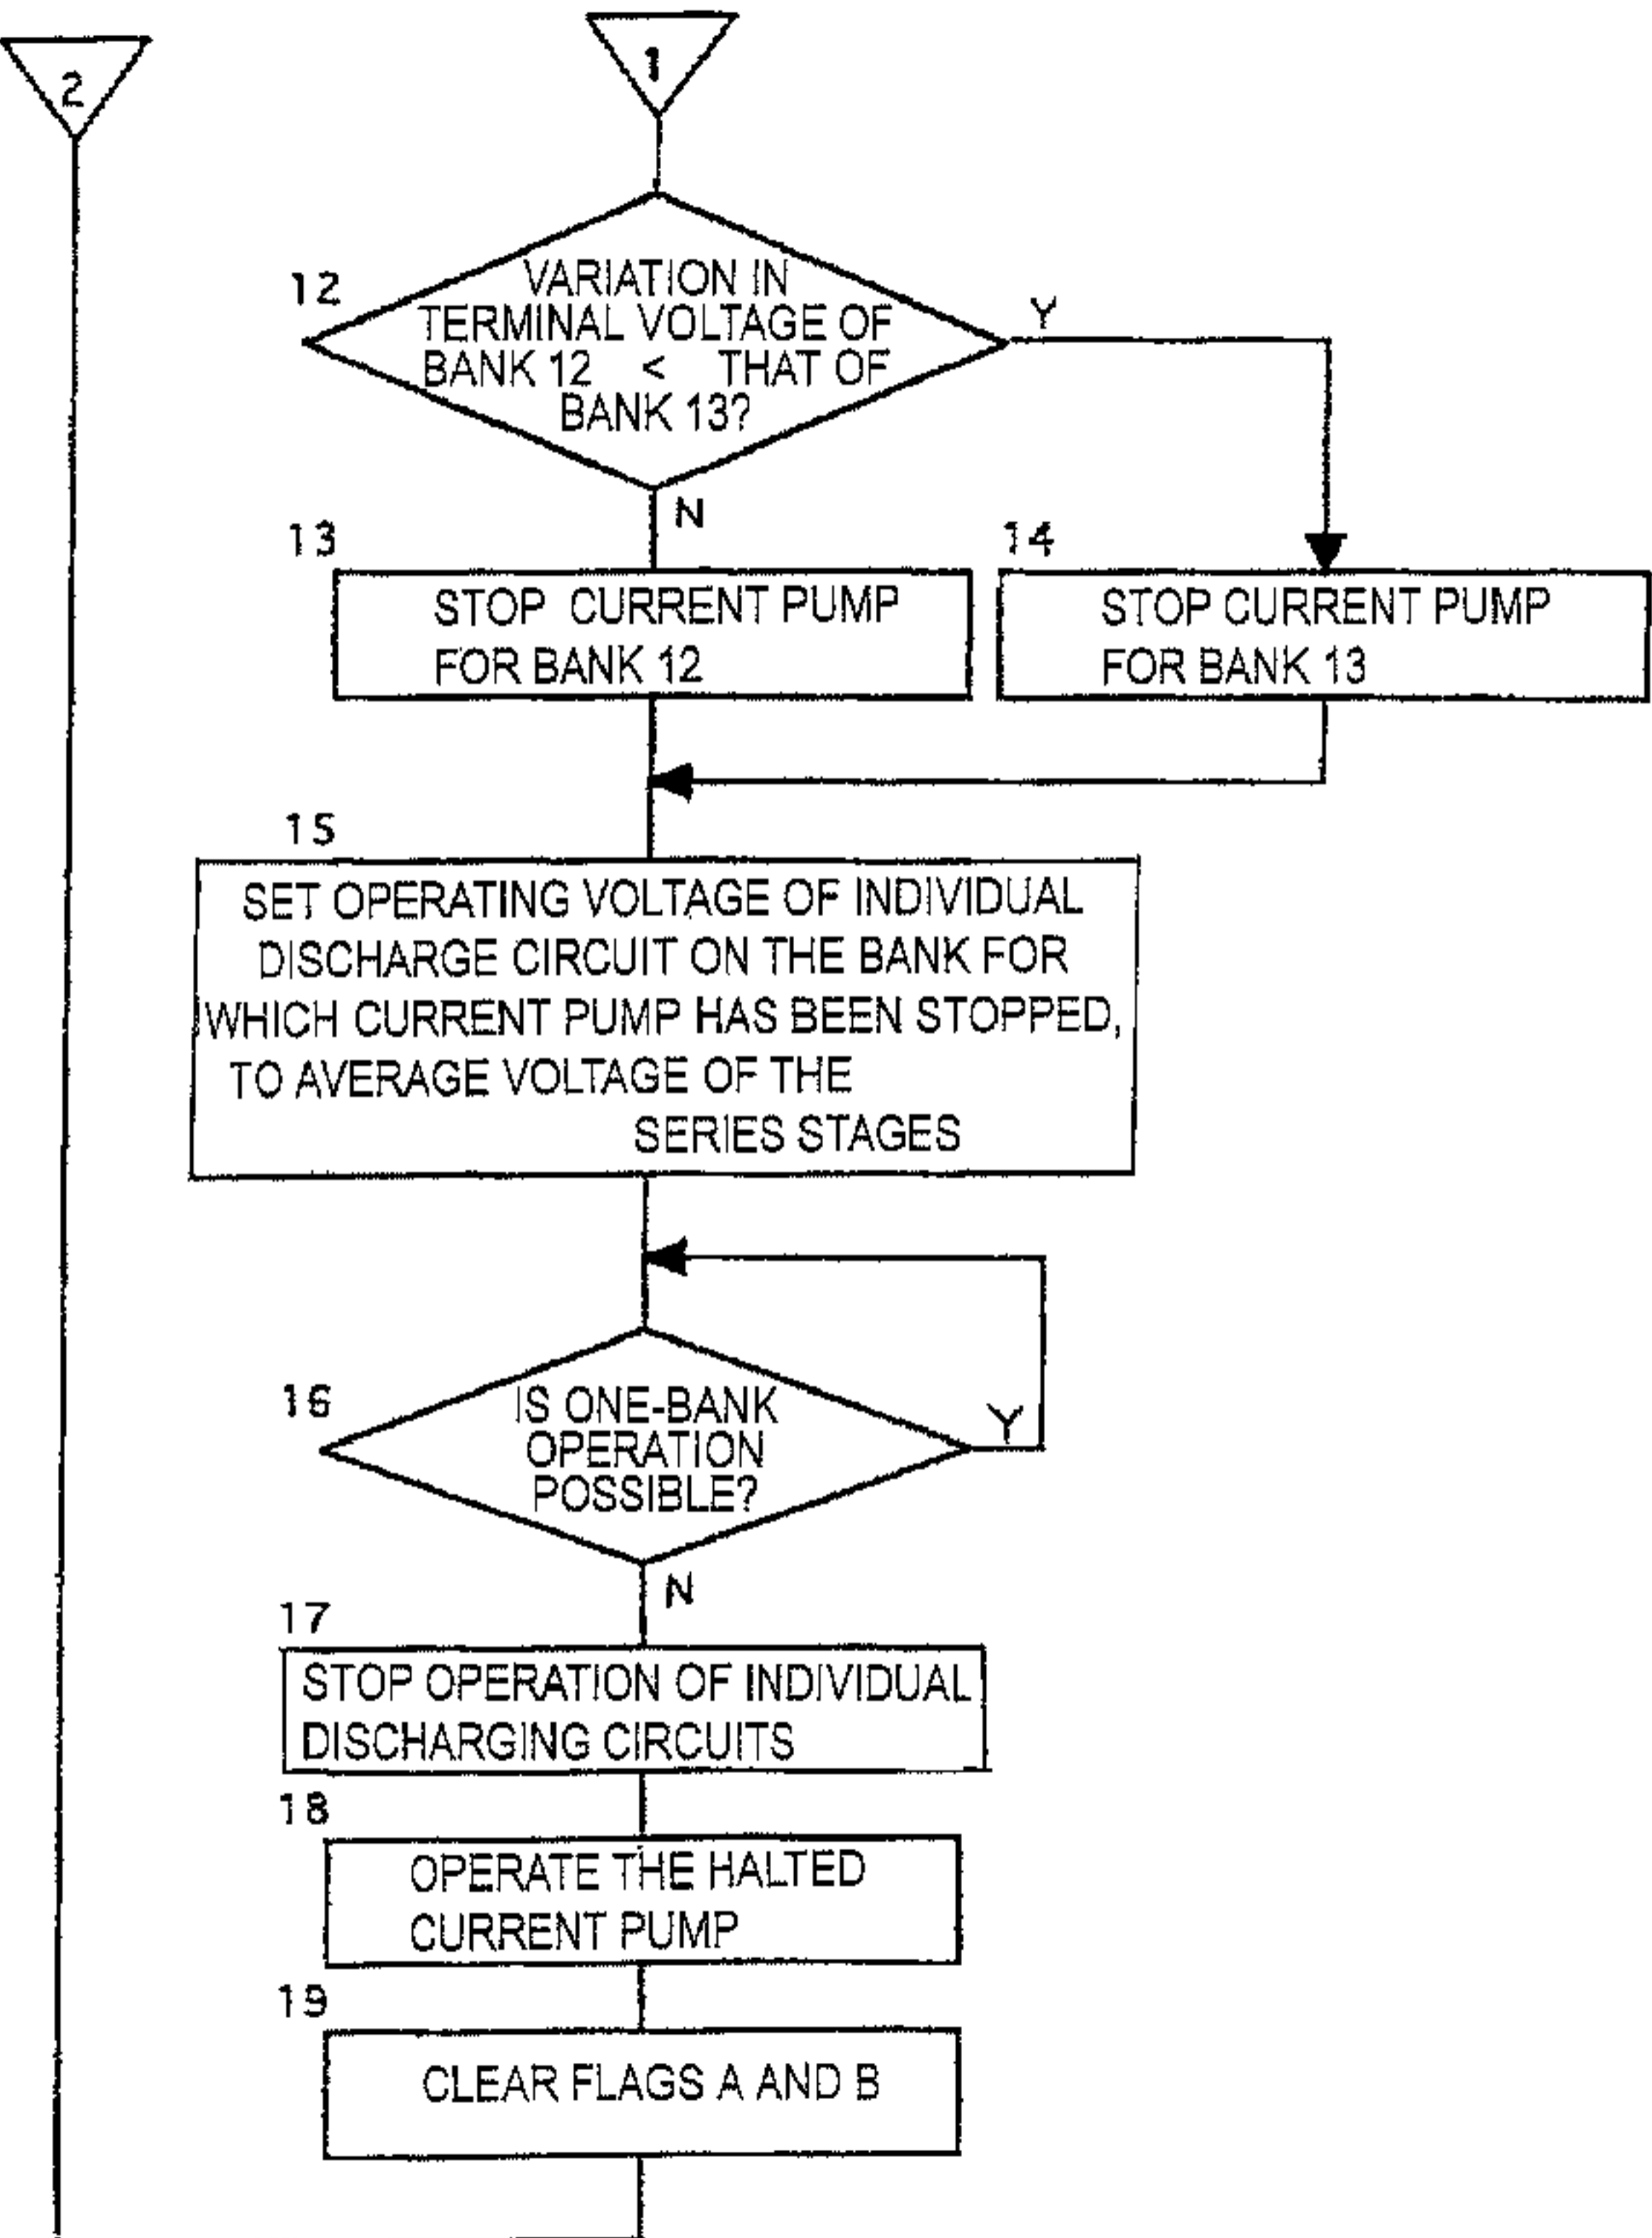 2
1
12
VARIATION IN
TERMINAL VOLTAGE OF
BANK 12 < THAT OF
BANK 13?
Y
N
13
STOP CURRENT PUMP
FOR BANK 12
14
STOP CURRENT PUMP
FOR BANK 13
15
SET OPERATING VOLTAGE OF INDIVIDUAL
DISCHARGE CIRCUIT ON THE BANK FOR
WHICH CURRENT PUMP HAS BEEN STOPPED,
TO AVERAGE VOLTAGE OF THE
SERIES STAGES
16
IS ONE-BANK
OPERATION
POSSIBLE?
Y
N
17
STOP OPERATION OF INDIVIDUAL
DISCHARGING CIRCUITS
18
OPERATE THE HALTED
CURRENT PUMP
19
CLEAR FLAGS A AND B